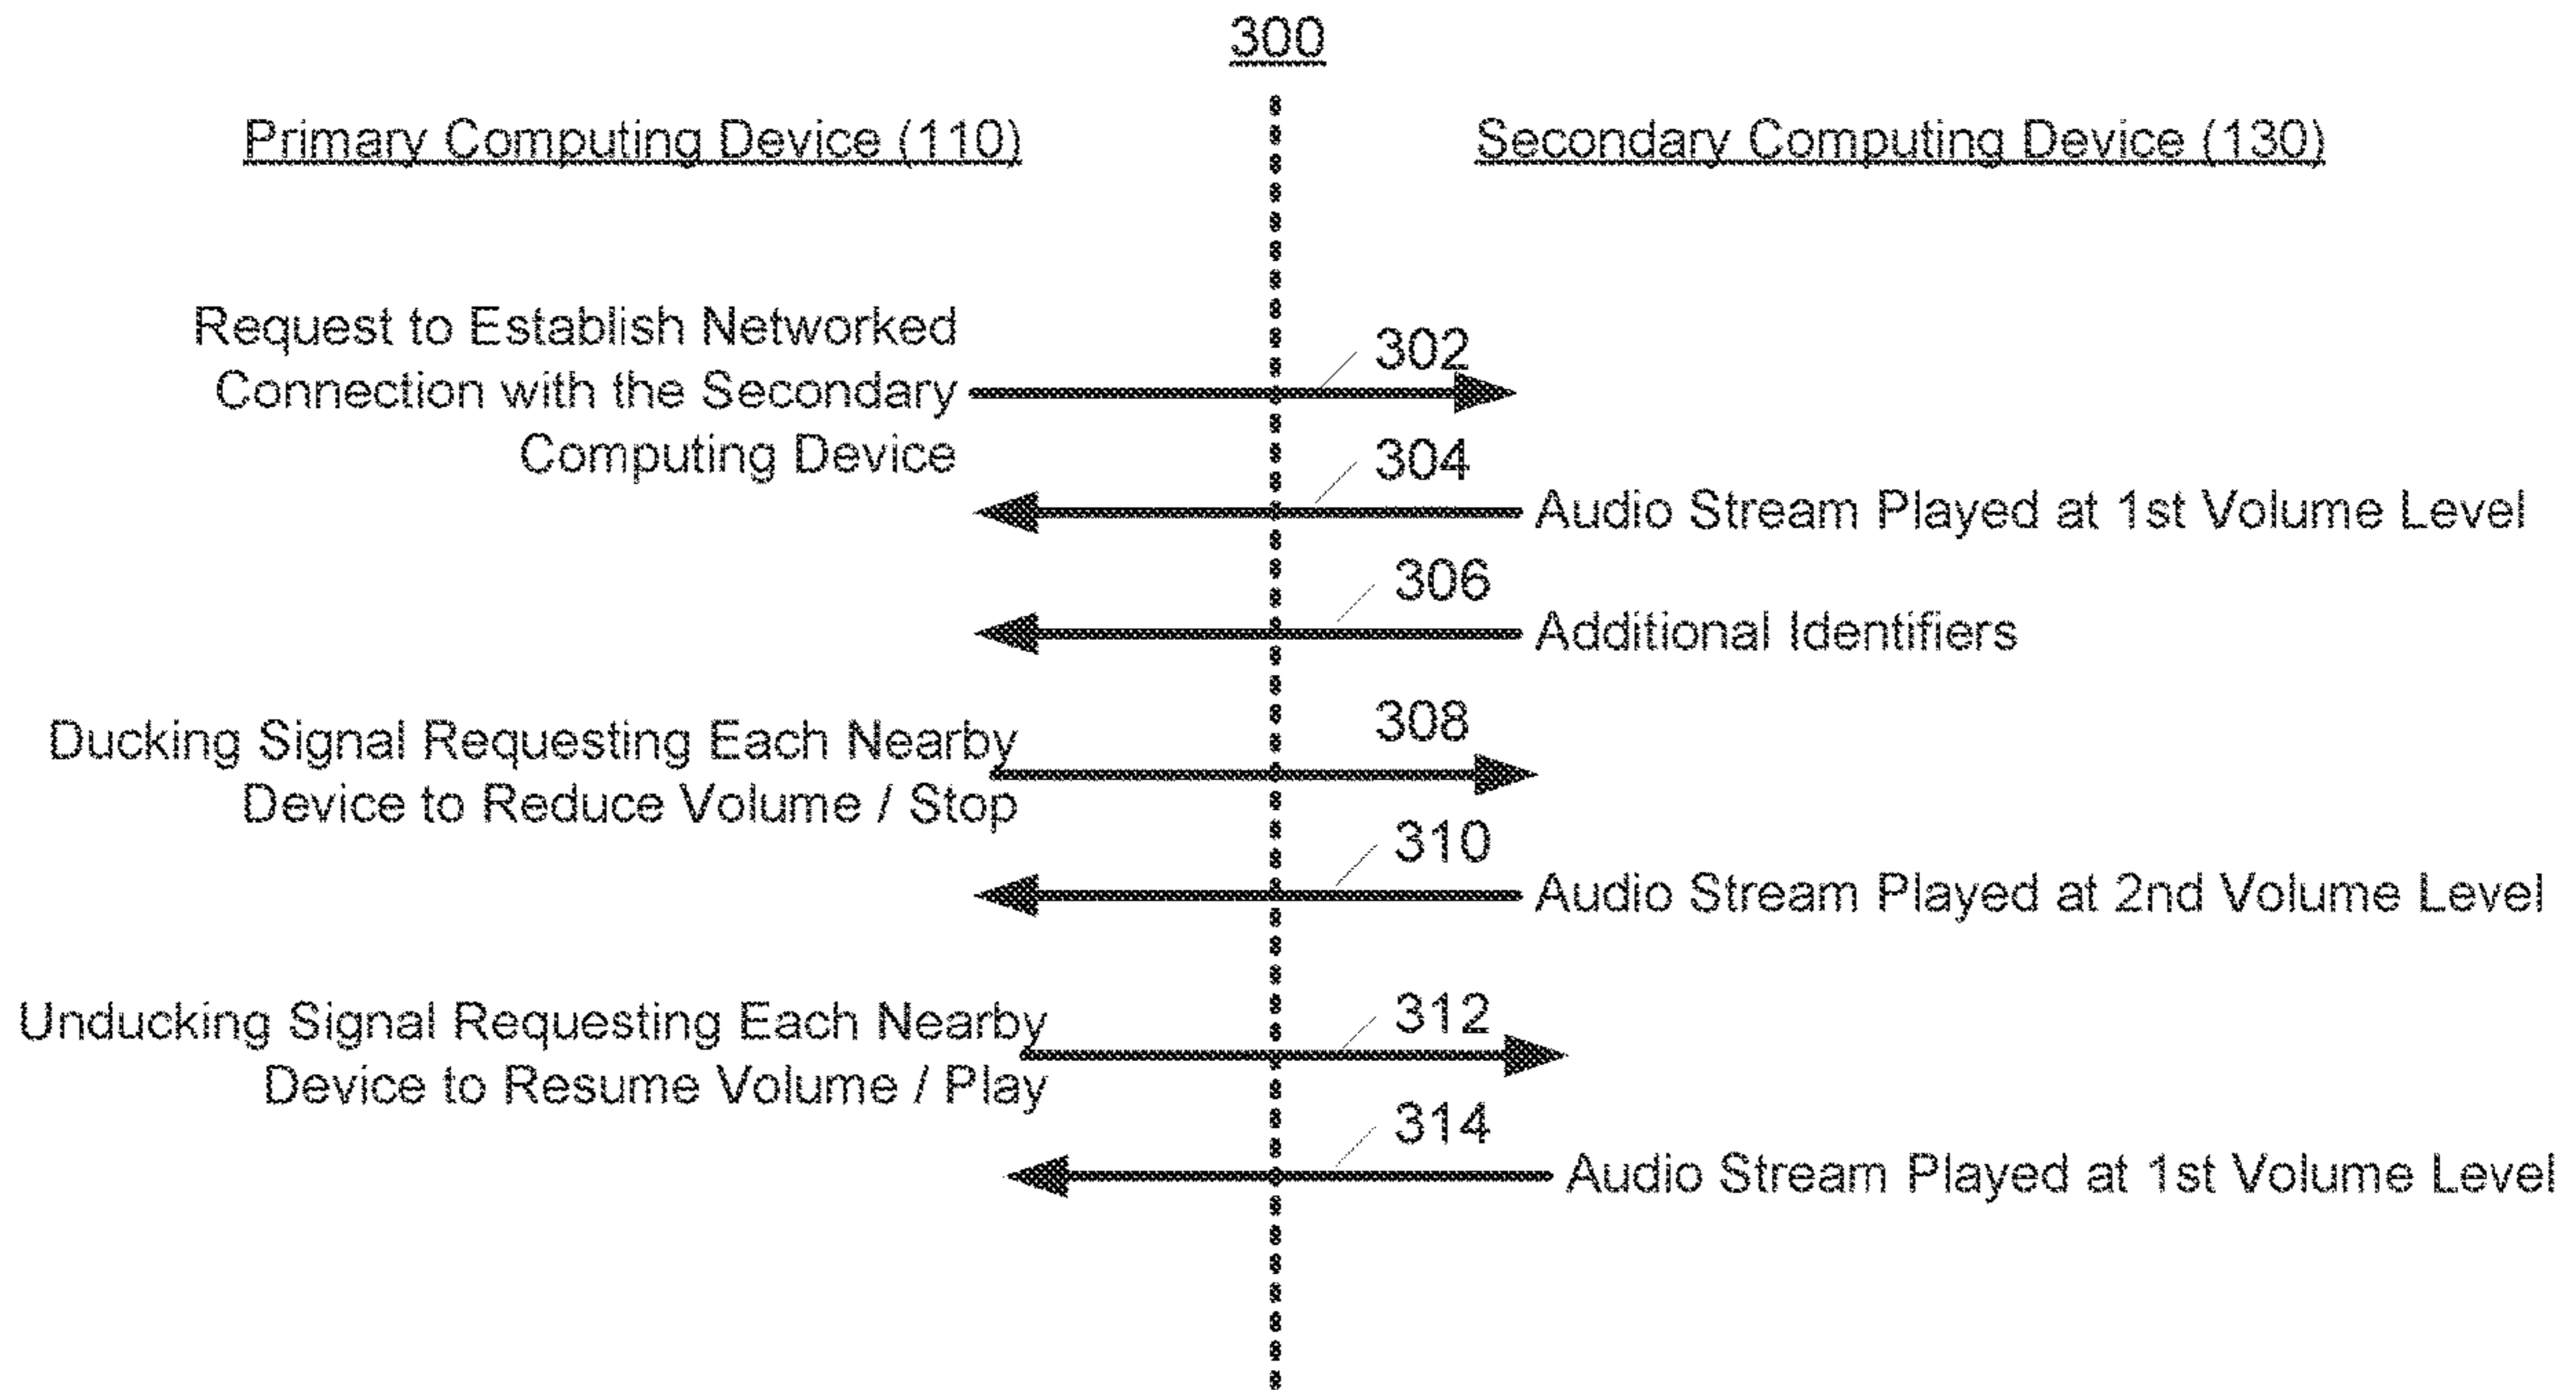 300
Primary Computing Device (110)
Secondary Computing Device (130)
Request to Establish Networked
Connection with the Secondary
Computing Device
302
304
Audio Stream Played at 1st Volume Level
306
Additional Identifiers
Ducking Signal Requesting Each Nearby
Device to Reduce Volume / Stop
308
310
Audio Stream Played at 2nd Volume Level
Unducking Signal Requesting Each Nearby
Device to Resume Volume / Play
312
314
Audio Stream Played at 1st Volume Level